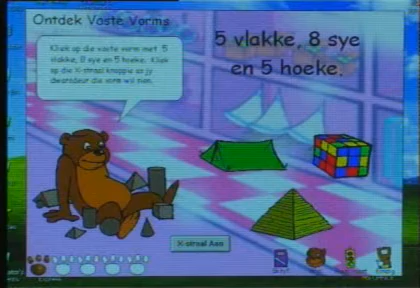 Ontdek Vaste Vorms
Kliek op die vaste vorm met 5
vlakke, 8 sye en 5 hoeke. Kliek
op die X-straal knoppie as jy
dwarsdeur die vorm wil sien.
5 vlakke, 8 sye
en 5 hoeke.
X-straal Aan